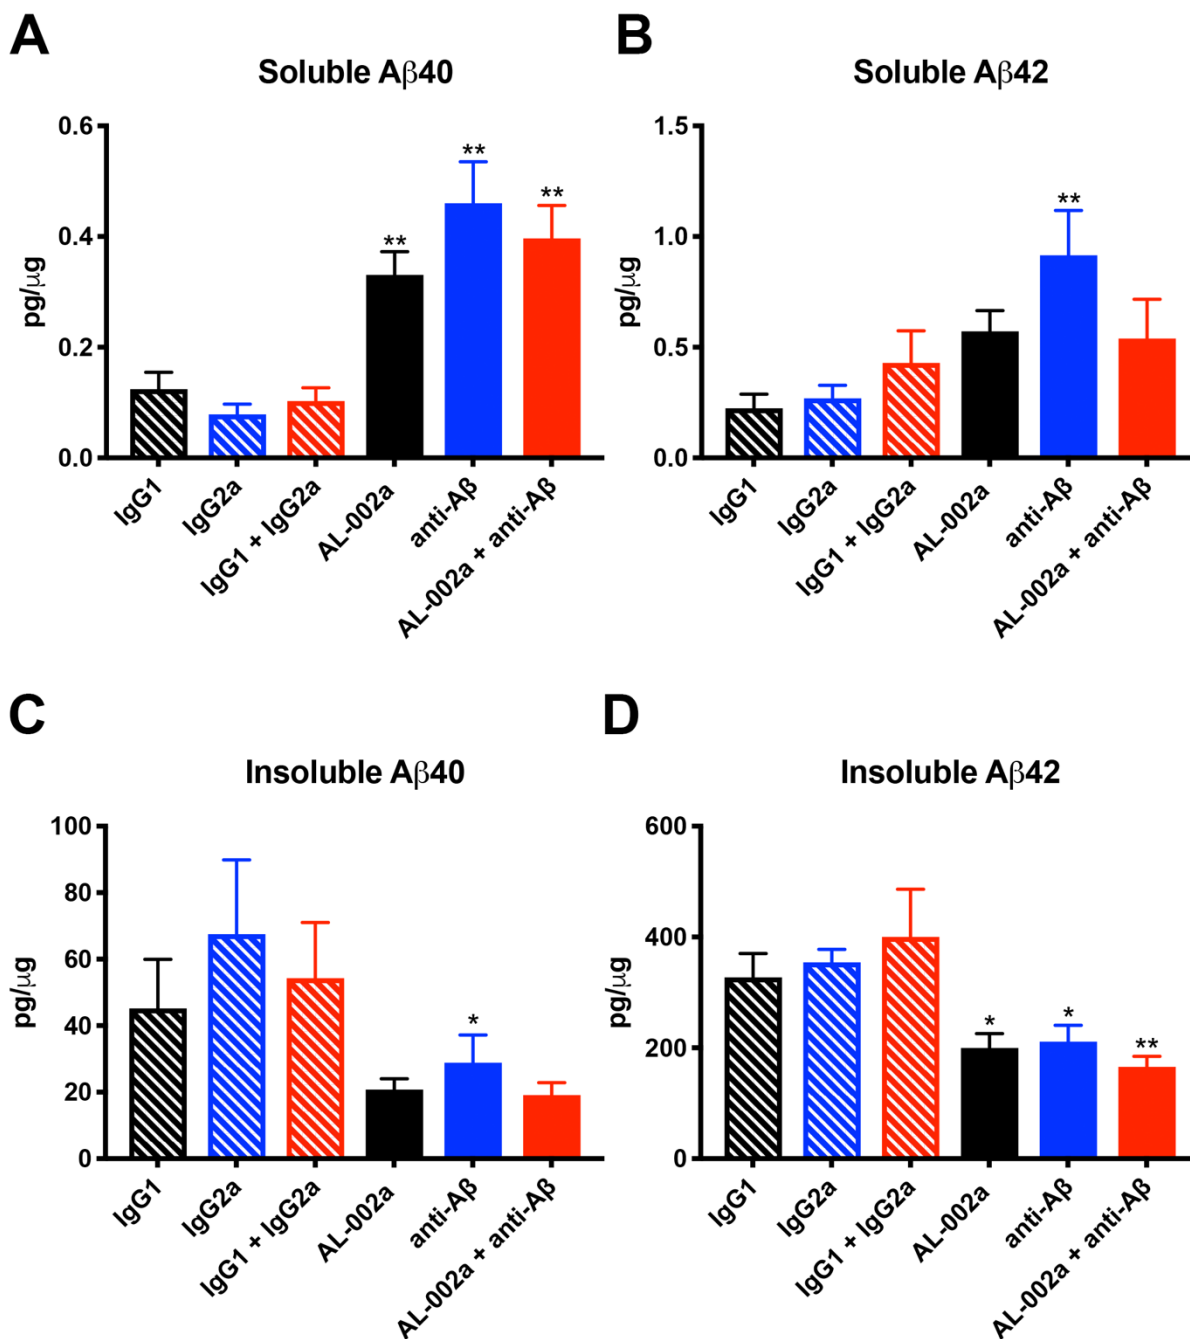 A
Soluble Aβ40
0.6
0.4
0.2
0.0
pg/μg
**
**
**
IgG1
IgG2a
IgG1 + IgG2a
AL-002a
anti-Aβ
AL-002a + anti-Aβ
B
Soluble Aβ42
1.5
1.0
0.5
0.0
pg/μg
**
IgG1
IgG2a
IgG1 + IgG2a
AL-002a
anti-Aβ
AL-002a + anti-Aβ
C
Insoluble Aβ40
100
80
60
40
20
0
pg/μg
*
IgG1
IgG2a
IgG1 + IgG2a
AL-002a
anti-Aβ
AL-002a + anti-Aβ
D
Insoluble Aβ42
600
400
200
0
pg/μg
*
*
**
IgG1
IgG2a
IgG1 + IgG2a
AL-002a
anti-Aβ
AL-002a + anti-Aβ